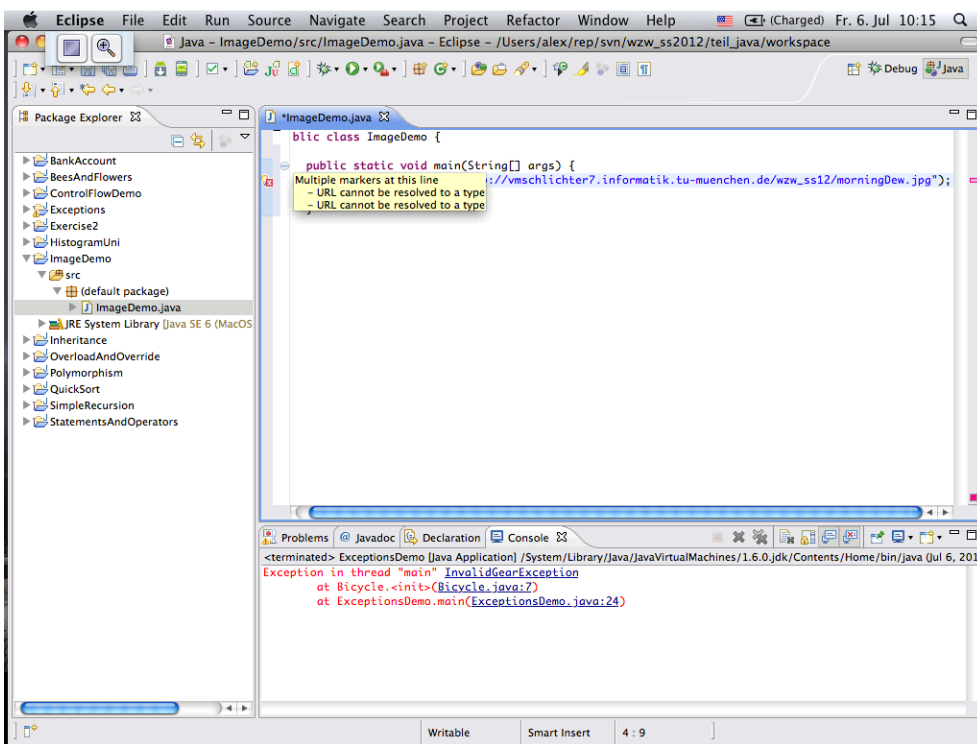 Eclipse File Edit Run Source Navigate Search Project Refactor Window Help (Charged) Fr. 6. Jul 10:15
Java – ImageDemo/src/ImageDemo.java – Eclipse – /Users/alex/rep/svn/wzw_ss2012/teil_java/workspace
Debug Java
Package Explorer
*ImageDemo.java
BankAccount
BeesAndFlowers
ControlFlowDemo
Exceptions
Exercise2
HistogramUni
ImageDemo
src
(default package)
ImageDemo.java
JRE System Library [Java SE 6 (MacOS
Inheritance
OverloadAndOverride
Polymorphism
QuickSort
SimpleRecursion
StatementsAndOperators
blic class ImageDemo {
public static void main(String[] args) {
://vmschlichter7.informatik.tu-muenchen.de/wzw_ss12/morningDew.jpg");
Multiple markers at this line
– URL cannot be resolved to a type
– URL cannot be resolved to a type
}
Problems @ Javadoc Declaration Console
<terminated> ExceptionsDemo [Java Application] /System/Library/Java/JavaVirtualMachines/1.6.0.jdk/Contents/Home/bin/java (Jul 6, 201
Exception in thread "main" InvalidGearException
at Bicycle.<init>(Bicycle.java:7)
at ExceptionsDemo.main(ExceptionsDemo.java:24)
Writable Smart Insert 4 : 9